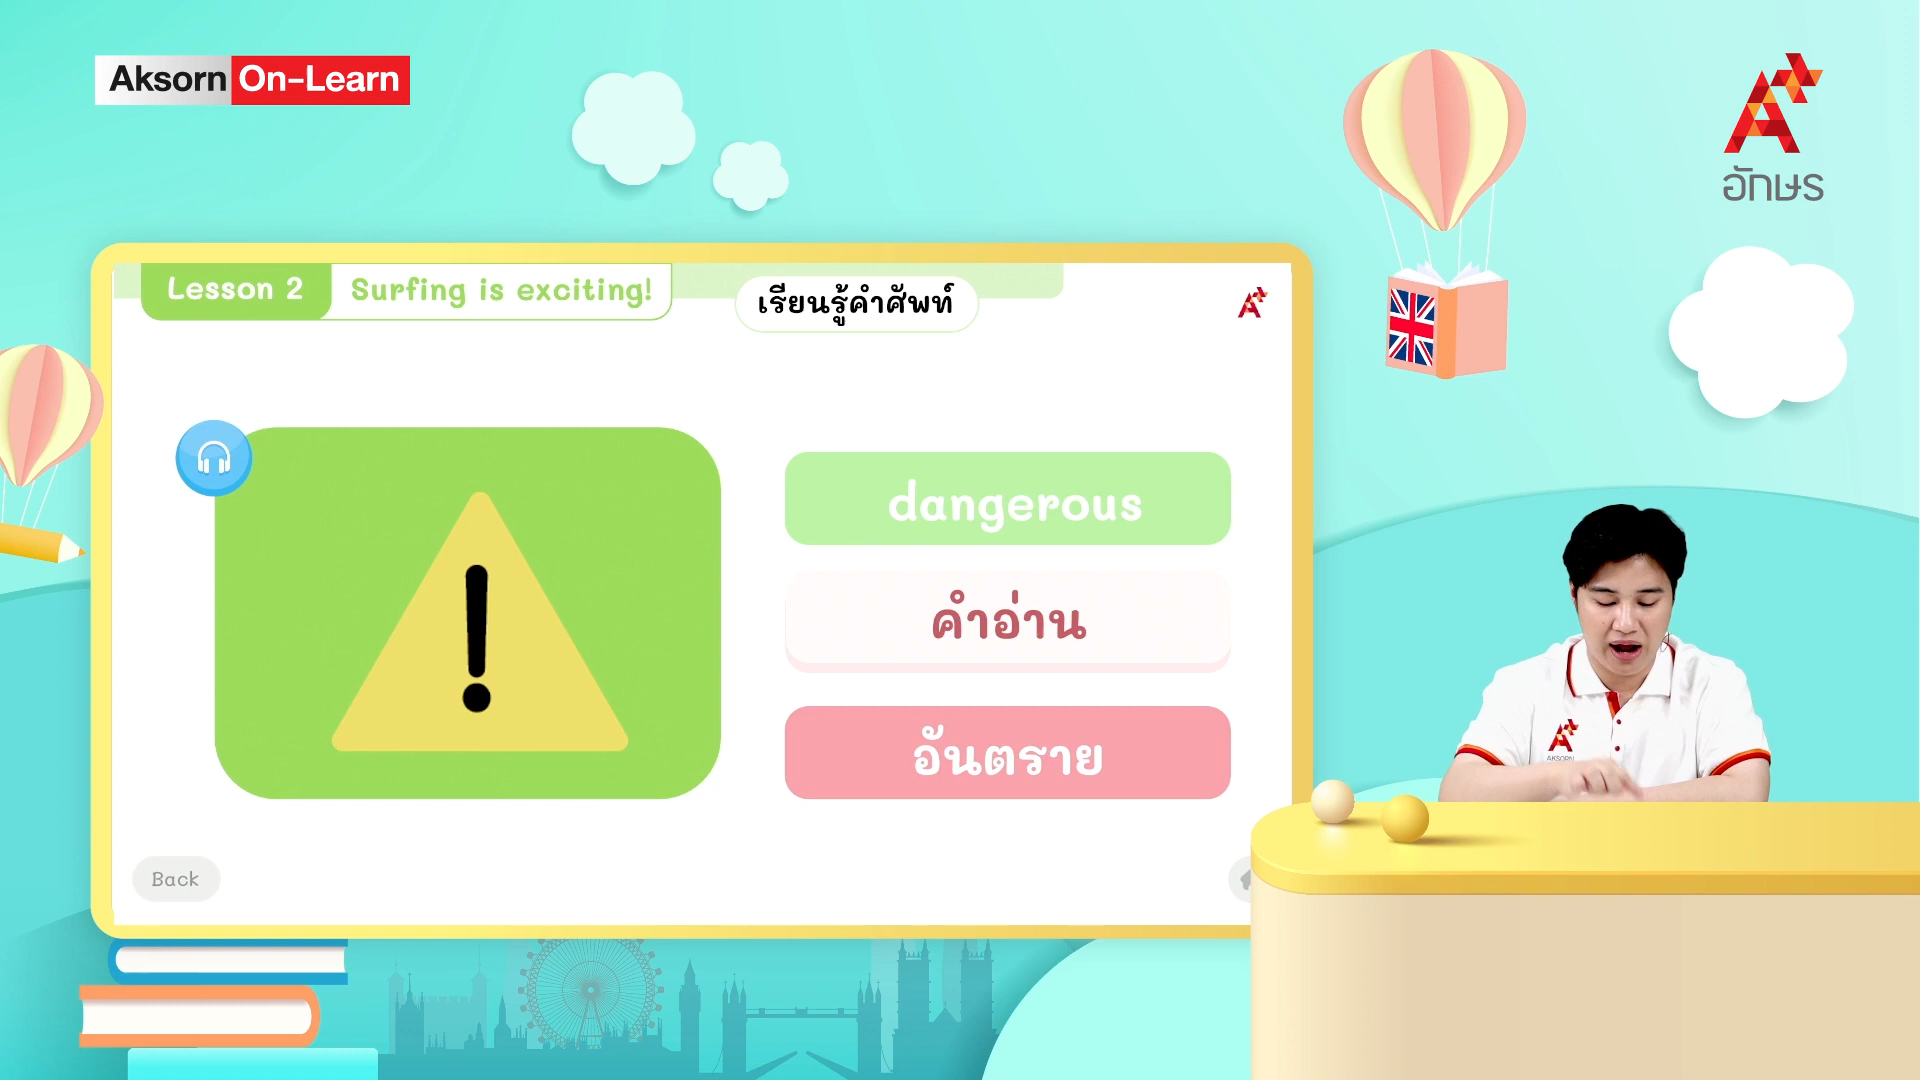 Aksorn On-Learn
อักษร
Lesson 2 Surfing is exciting!
เรียนรู้คำศัพท์
dangerous
คำอ่าน
อันตราย
AKSORN
Back